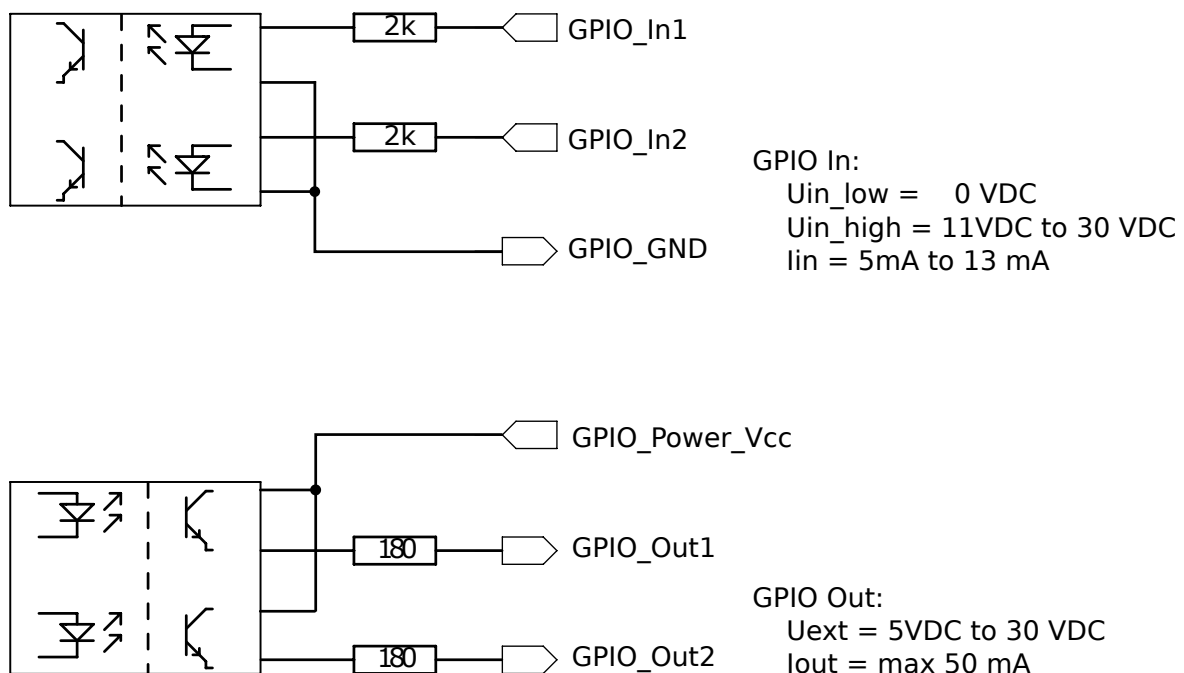 2k
GPIO_In1
2k
GPIO_In2
GPIO_GND
GPIO In:
Uin_low = 0 VDC
Uin_high = 11VDC to 30 VDC
Iin = 5mA to 13 mA
GPIO_Power_Vcc
180
GPIO_Out1
180
GPIO_Out2
GPIO Out:
Uext = 5VDC to 30 VDC
Iout = max 50 mA